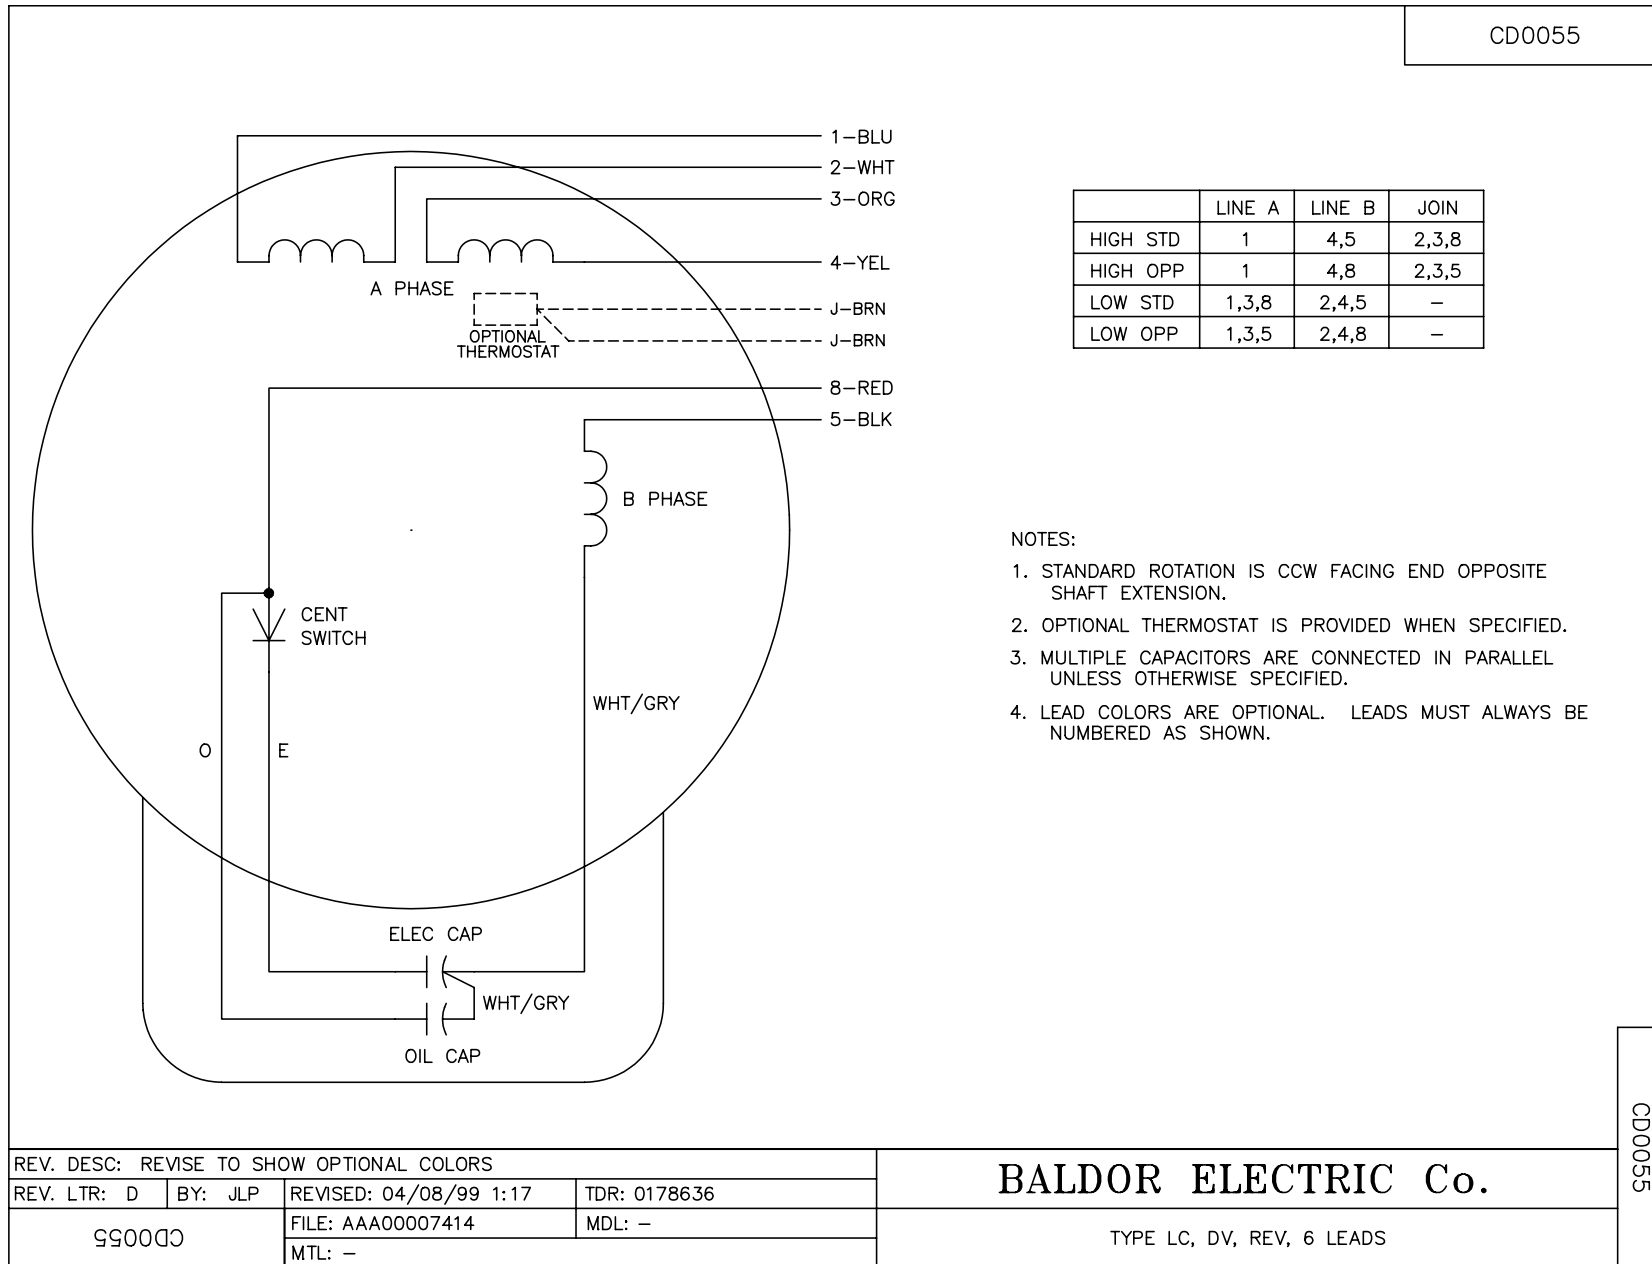 CD0055
1-BLU
2-WHT
3-ORG
4-YEL
A PHASE
J-BRN
OPTIONAL
THERMOSTAT
J-BRN
8-RED
5-BLK
B PHASE
CENT
SWITCH
WHT/GRY
O
E
ELEC CAP
WHT/GRY
OIL CAP
LINE A LINE B JOIN
HIGH STD 1 4,5 2,3,8
HIGH OPP 1 4,8 2,3,5
LOW STD 1,3,8 2,4,5 -
LOW OPP 1,3,5 2,4,8 -
NOTES:
1. STANDARD ROTATION IS CCW FACING END OPPOSITE
SHAFT EXTENSION.
2. OPTIONAL THERMOSTAT IS PROVIDED WHEN SPECIFIED.
3. MULTIPLE CAPACITORS ARE CONNECTED IN PARALLEL
UNLESS OTHERWISE SPECIFIED.
4. LEAD COLORS ARE OPTIONAL. LEADS MUST ALWAYS BE
NUMBERED AS SHOWN.
CD0055
REV. DESC: REVISE TO SHOW OPTIONAL COLORS
REV. LTR: D BY: JLP REVISED: 04/08/99 1:17 TDR: 0178636
CD0055
FILE: AAA00007414 MDL: -
MTL: -
BALDOR ELECTRIC Co.
TYPE LC, DV, REV, 6 LEADS